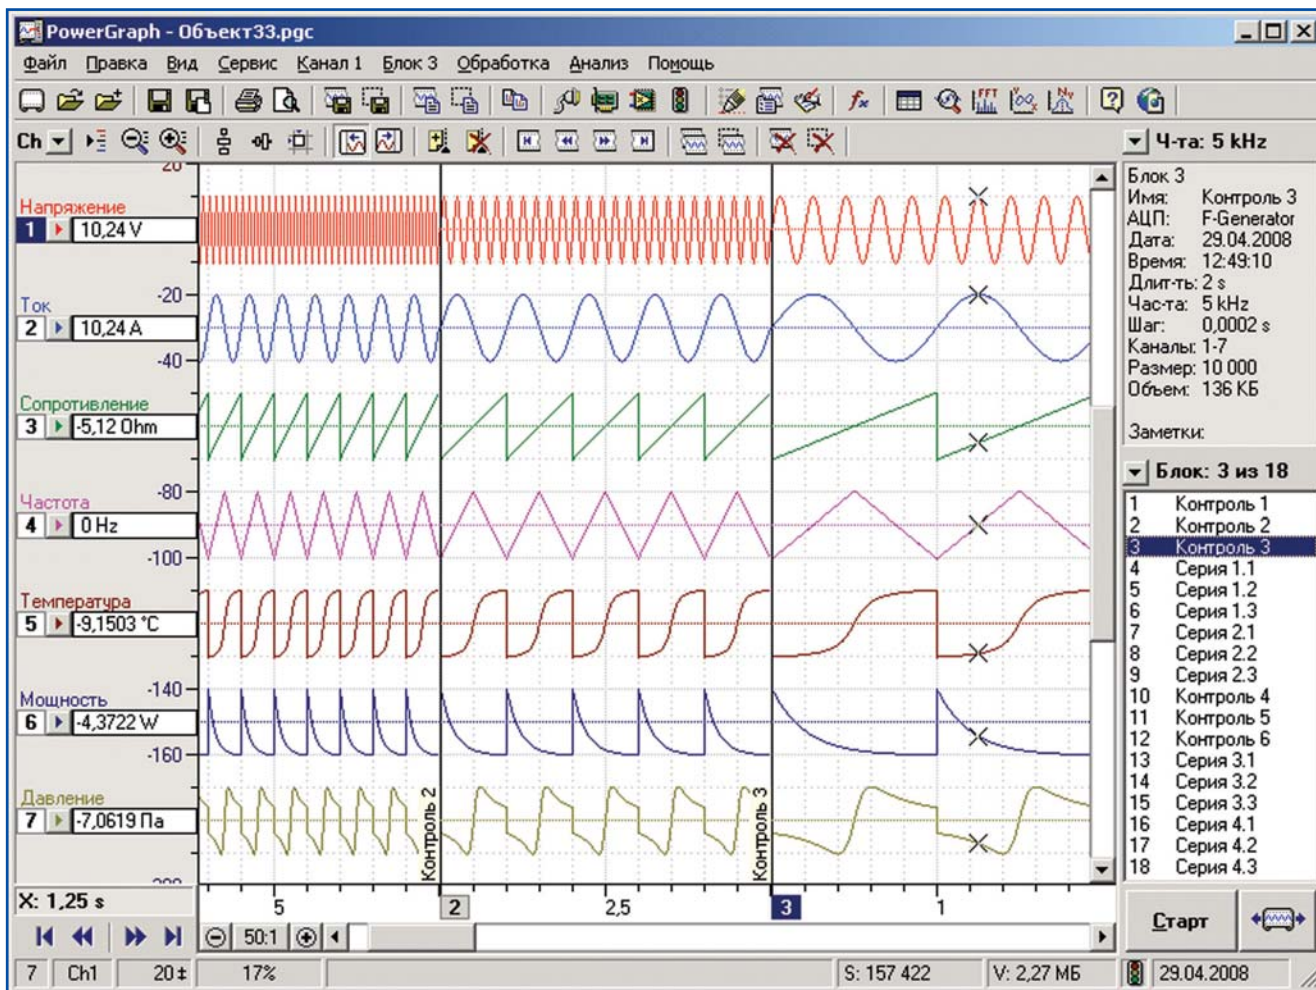 PowerGraph - Объект33.pgc
Файл Правка Вид Сервис Канал 1 Блок 3 Обработка Анализ Помощь
fx FFT
Ch
Ч-та: 5 kHz
20
Напряжение
1 10,24 V
-20
Ток
2 10,24 A
-40
Сопротивление
3 -5,12 Ohm
-80
Частота
4 0 Hz
-100
Температура
5 -9,1503 °C
-140
Мощность
6 -4,3722 W
-160
Давление
7 -7,0619 Па
Контроль 2
Контроль 3
X: 1,25 s
5 2 2,5 3 1
50:1
Блок 3
Имя: Контроль 3
АЦП: F-Generator
Дата: 29.04.2008
Время: 12:49:10
Длит-ть: 2 s
Час-та: 5 kHz
Шаг: 0,0002 s
Каналы: 1-7
Размер: 10 000
Объем: 136 КБ
Заметки:
Блок: 3 из 18
1 Контроль 1
2 Контроль 2
3 Контроль 3
4 Серия 1.1
5 Серия 1.2
6 Серия 1.3
7 Серия 2.1
8 Серия 2.2
9 Серия 2.3
10 Контроль 4
11 Контроль 5
12 Контроль 6
13 Серия 3.1
14 Серия 3.2
15 Серия 3.3
16 Серия 4.1
17 Серия 4.2
18 Серия 4.3
Старт
7 Ch1 20± 17% S: 157 422 V: 2,27 МБ 29.04.2008